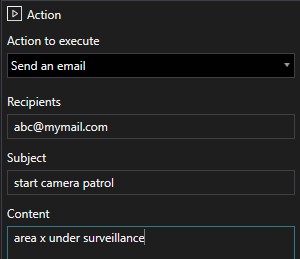 Action
Action to execute
Send an email
Recipients
abc@mymail.com
Subject
start camera patrol
Content
area x under surveillance